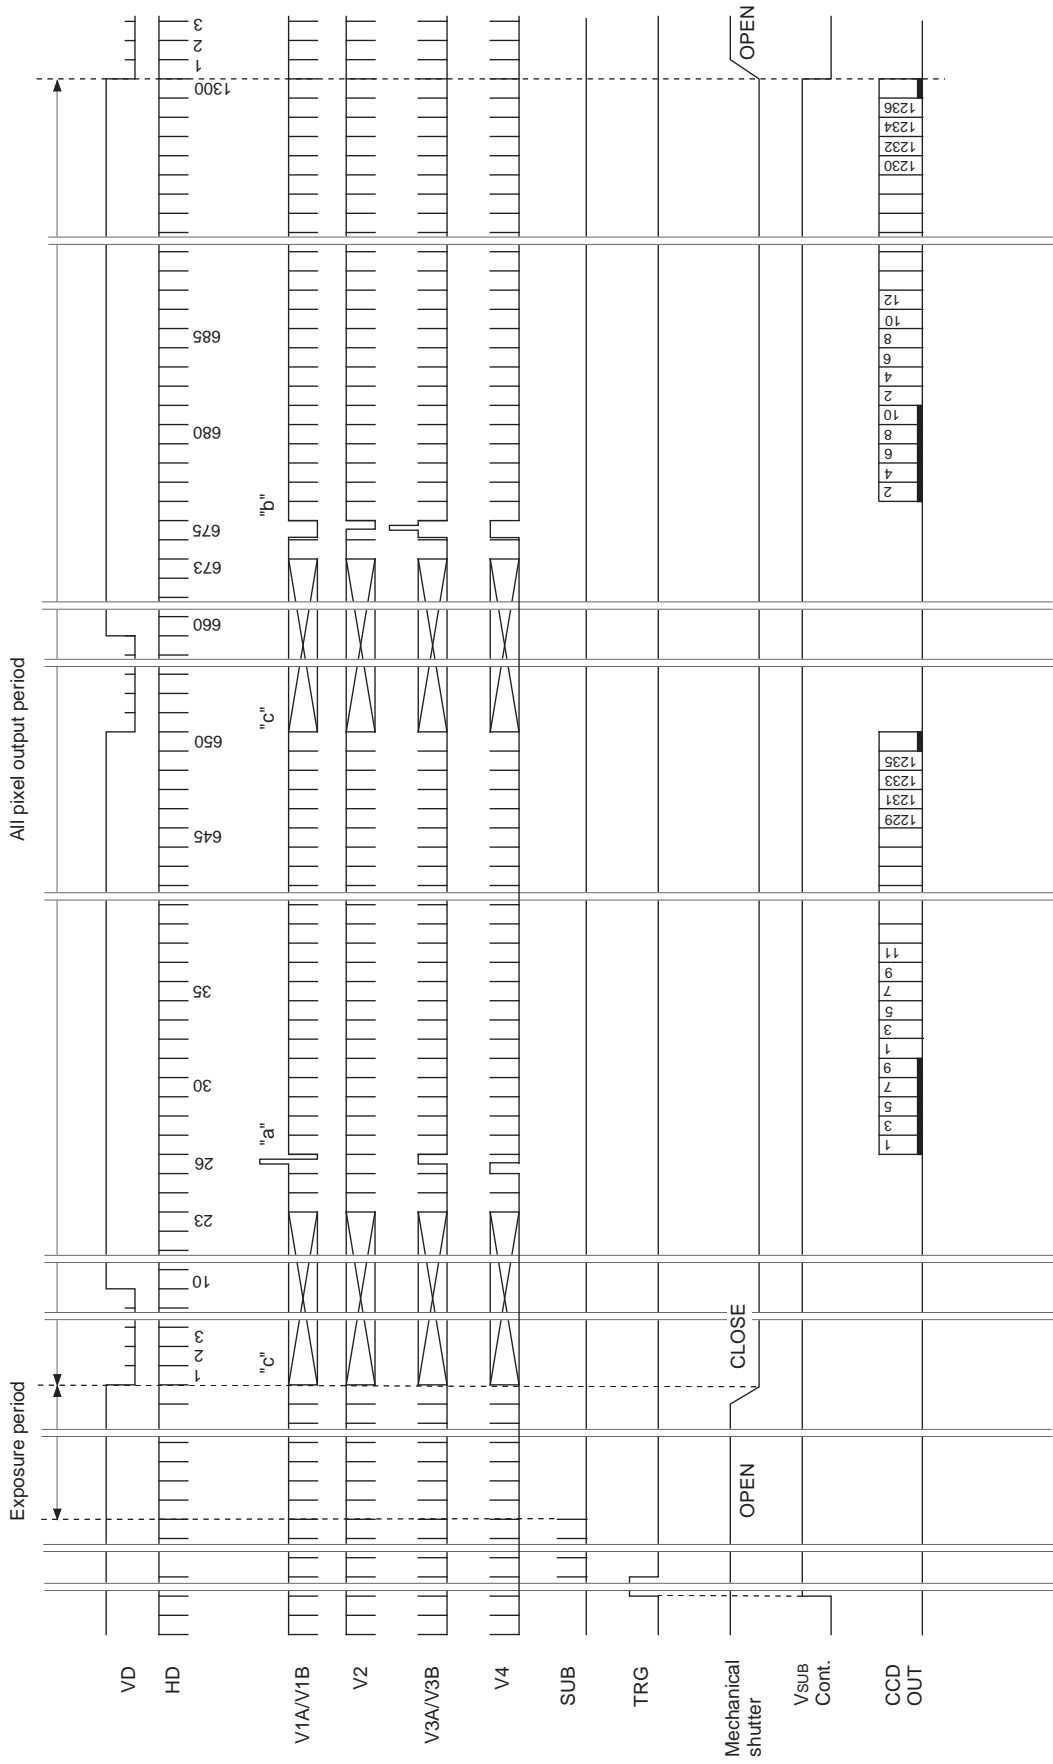 Exposure period
All pixel output period
VD
HD
1
2
3
10
23
26
30
35
645
650
660
673
675
680
685
1300
1
2
3
"c"
"a"
"c"
"b"
V1A/V1B
V2
V3A/V3B
V4
SUB
TRG
Mechanical
shutter
OPEN
CLOSE
OPEN
VSUB
Cont.
CCD
OUT
1
3
5
7
9
1
3
5
7
9
11
1229
1231
1233
1235
2
4
6
8
10
2
4
6
8
10
12
1230
1232
1234
1236